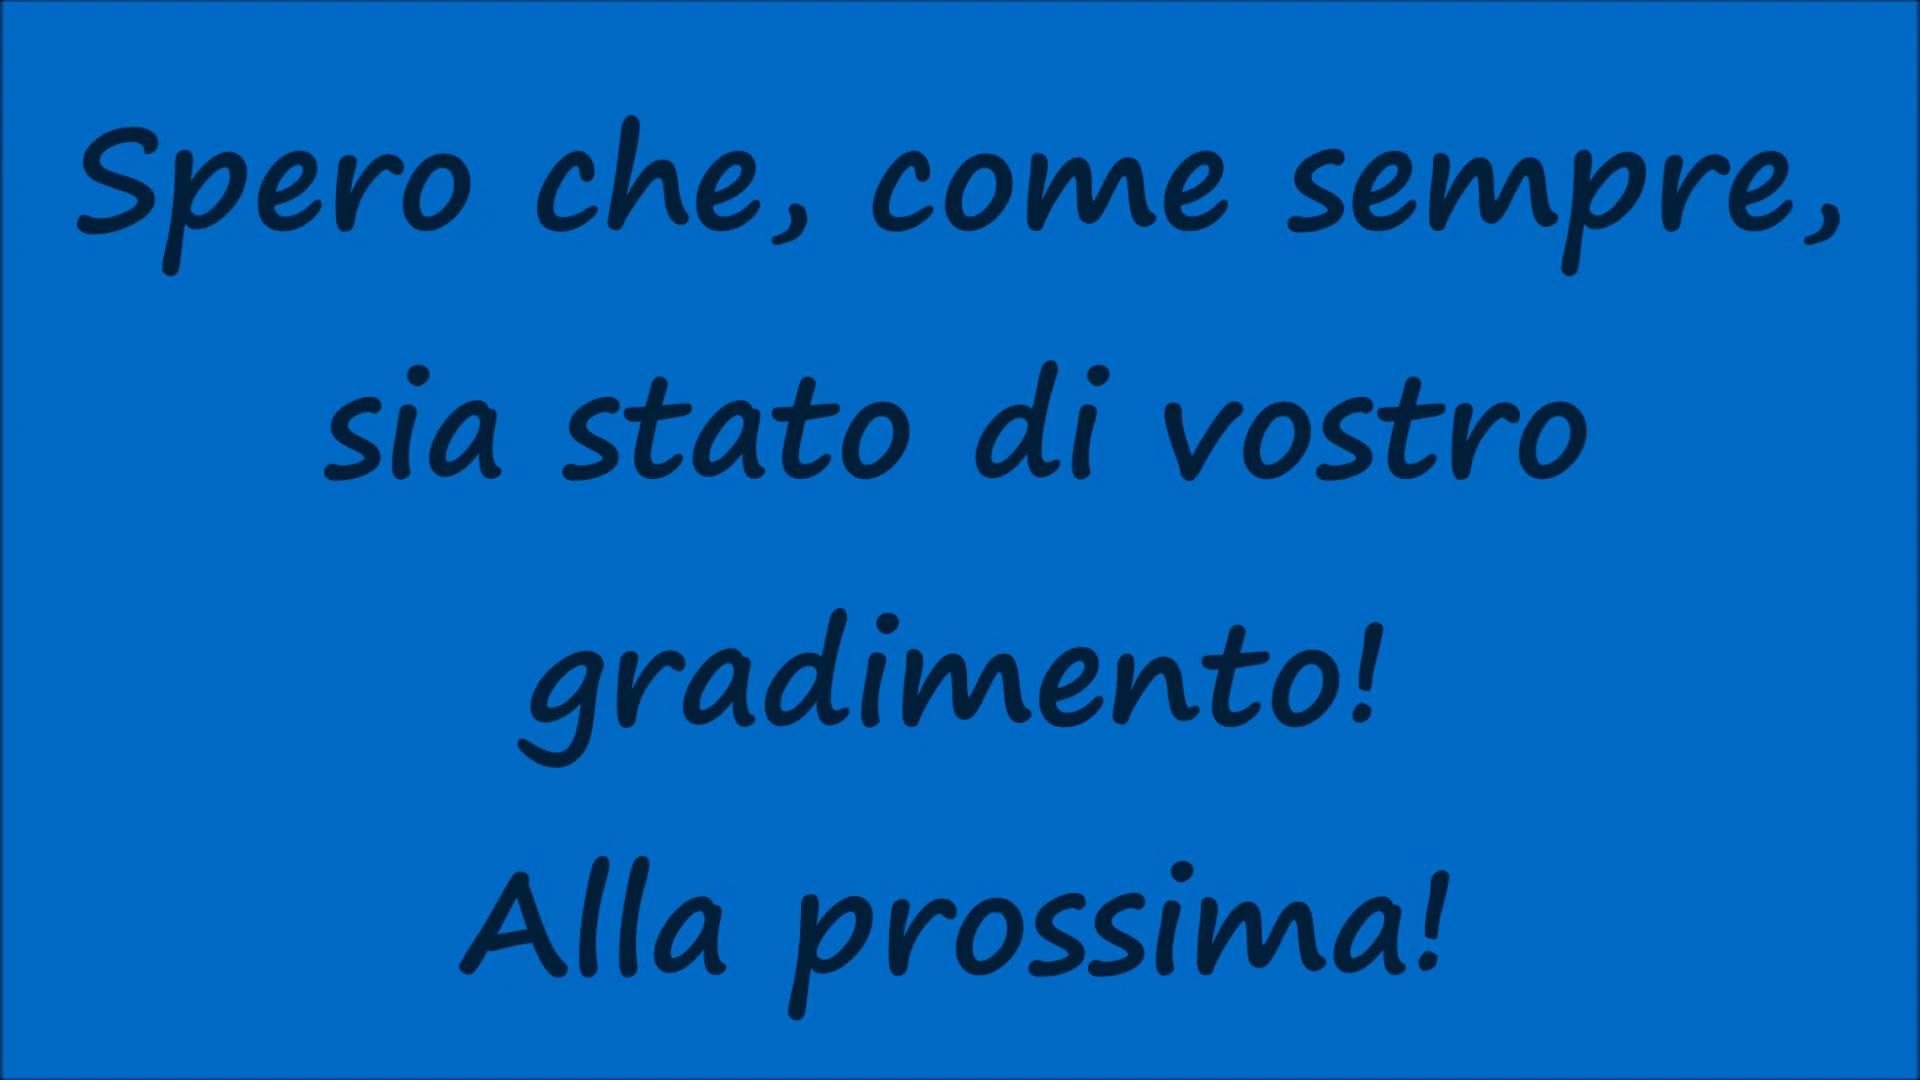 Spero che, come sempre,
sia stato di vostro
gradimento!
Alla prossima!